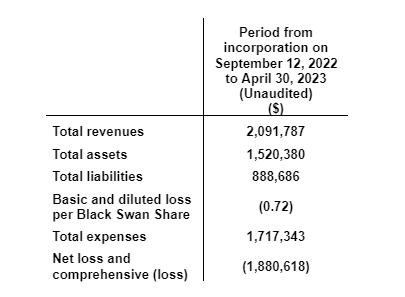 Period from
incorporation on
September 12, 2022
to April 30, 2023
(Unaudited)
($)
Total revenues 2,091,787
Total assets 1,520,380
Total liabilities 888,686
Basic and diluted loss
per Black Swan Share (0.72)
Total expenses 1,717,343
Net loss and
comprehensive (loss) (1,880,618)